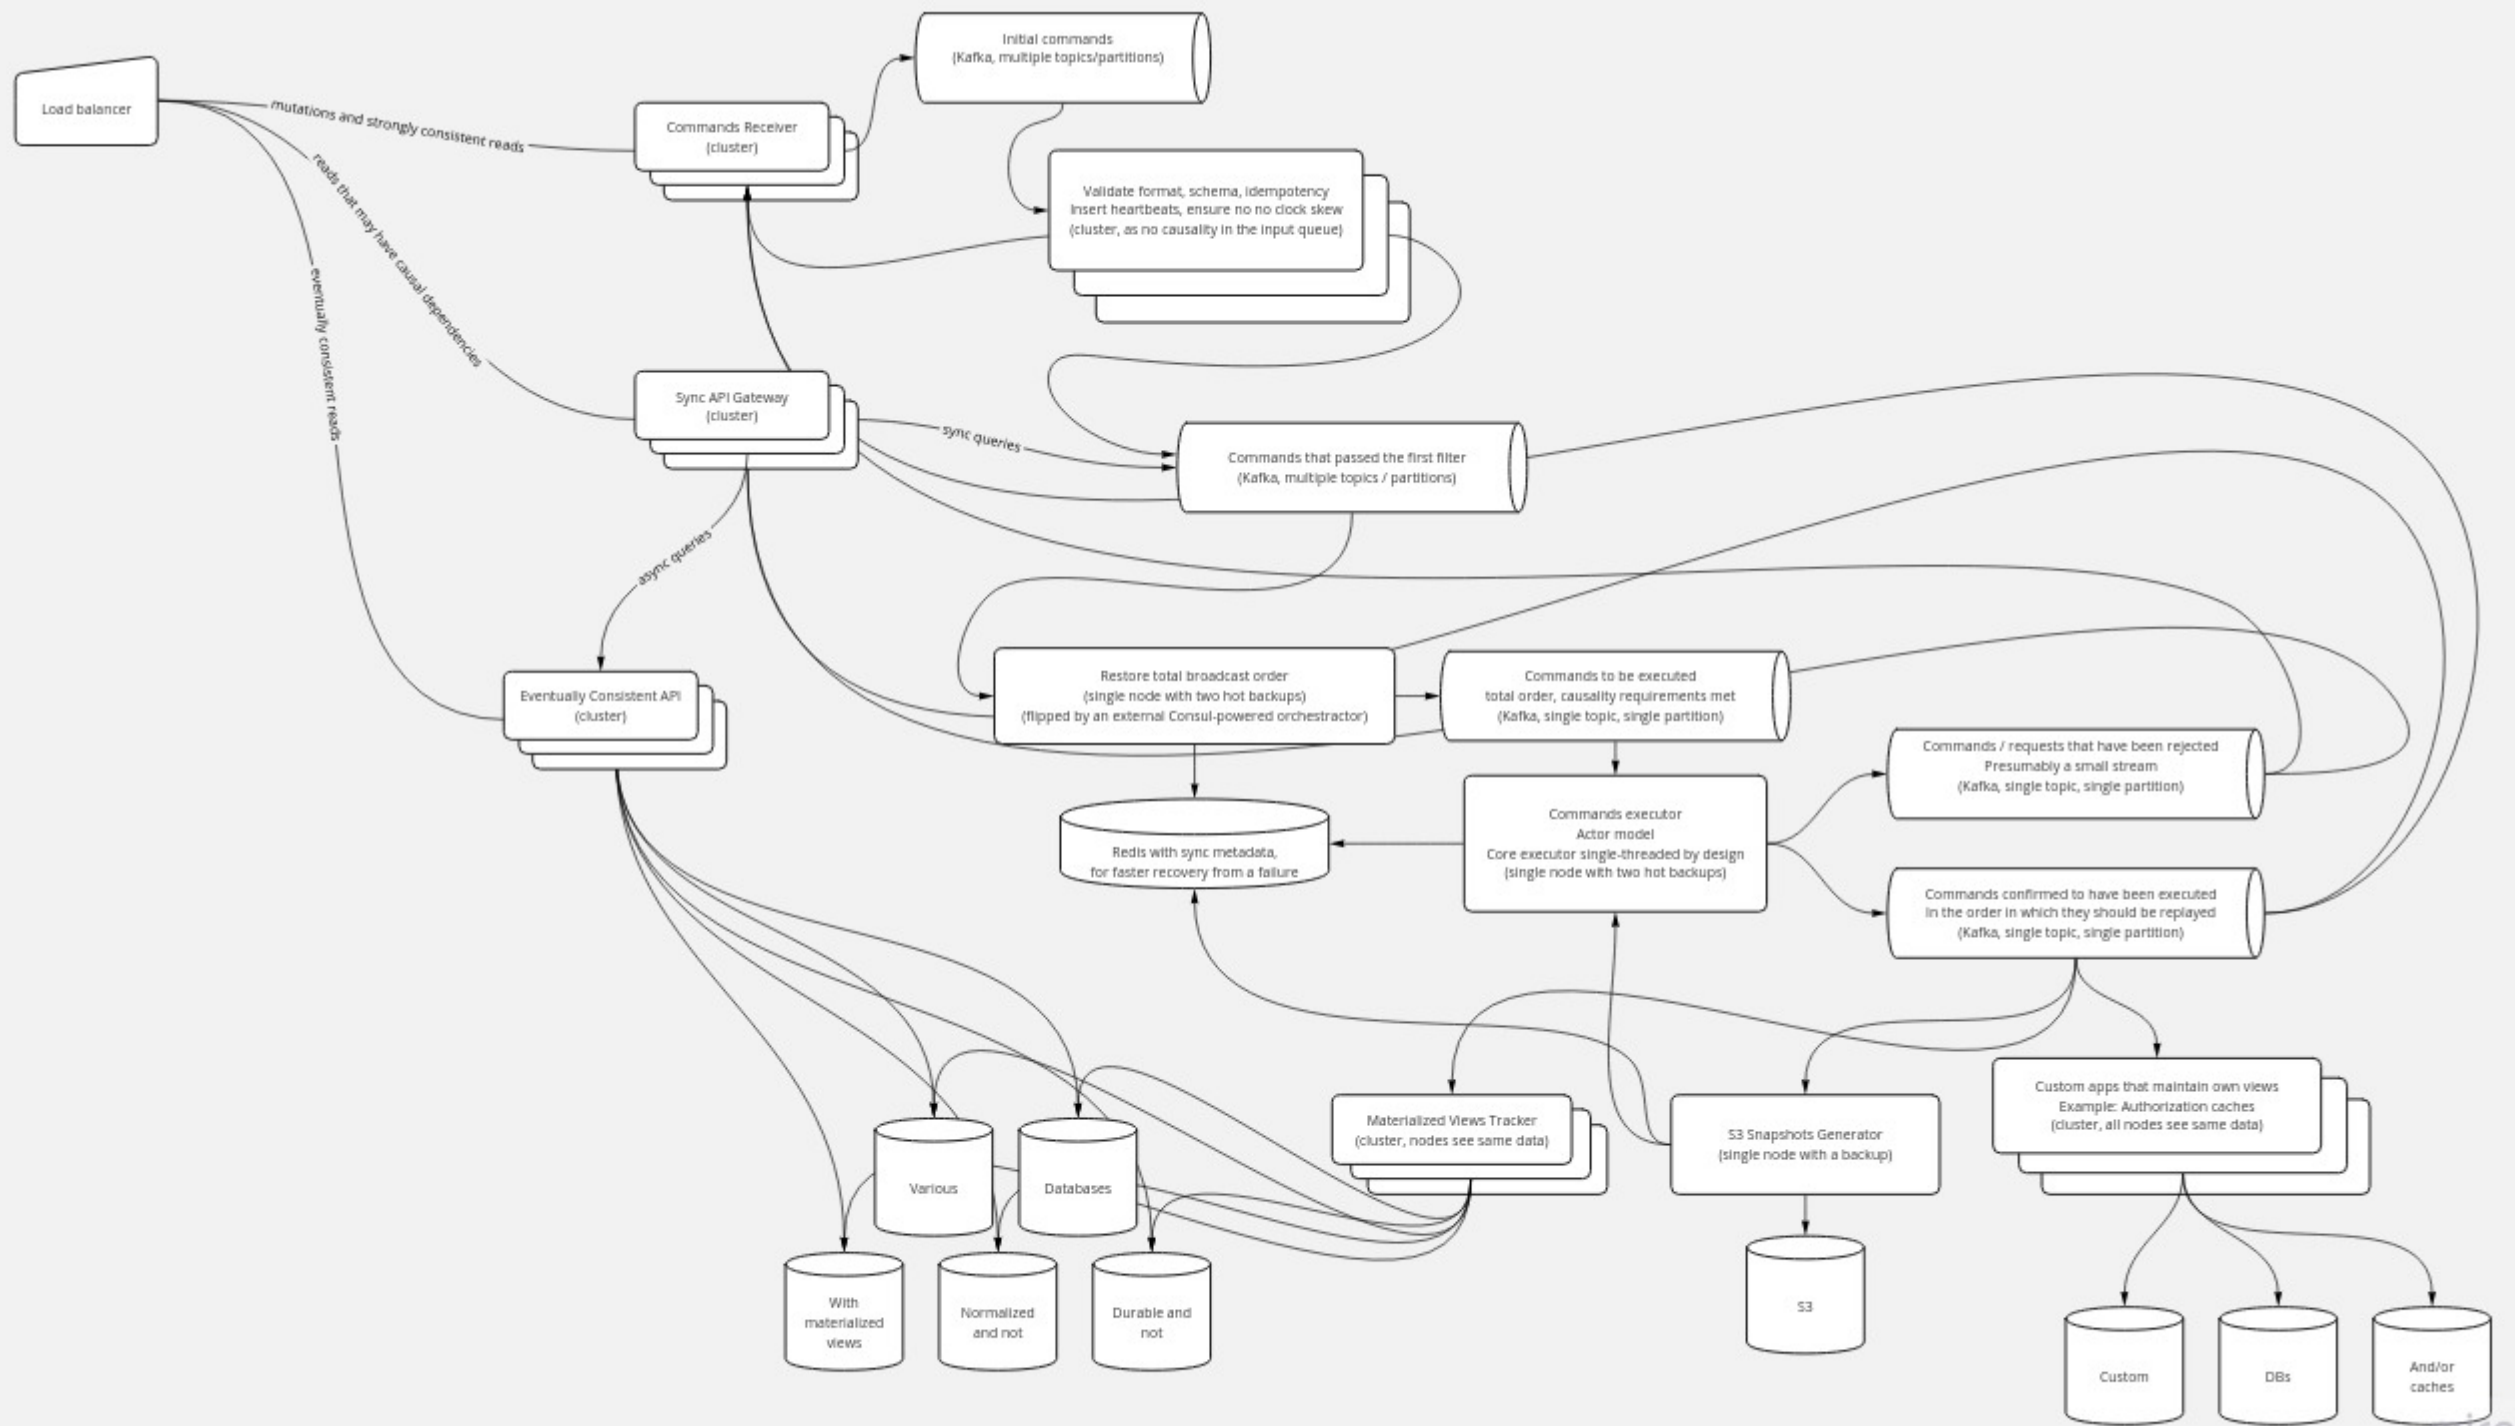 Initial commands
(Kafka, multiple topics/partitions)
Load balancer
mutations and strongly consistent reads
Commands Receiver
(cluster)
reads that may have causal dependencies
Validate format, schema, idempotency
Insert heartbeats, ensure no no clock skew
(cluster, as no causality in the input queue)
eventually consistent reads
Sync API Gateway
(cluster)
sync queries
Commands that passed the first filter
(Kafka, multiple topics / partitions)
async queries
Eventually Consistent API
(cluster)
Restore total broadcast order
(single node with two hot backups)
(flipped by an external Consul-powered orchestractor)
Commands to be executed
total order, causality requirements met
(Kafka, single topic, single partition)
Commands / requests that have been rejected
Presumably a small stream
(Kafka, single topic, single partition)
Redis with sync metadata,
for faster recovery from a failure
Commands executor
Actor model
Core executor single-threaded by design
(single node with two hot backups)
Commands confirmed to have been executed
In the order in which they should be replayed
(Kafka, single topic, single partition)
Materialized Views Tracker
(cluster, nodes see same data)
S3 Snapshots Generator
(single node with a backup)
Custom apps that maintain own views
Example: Authorization caches
(cluster, all nodes see same data)
Various
Databases
With
materialized
views
Normalized
and not
Durable and
not
S3
Custom
DBs
And/or
caches